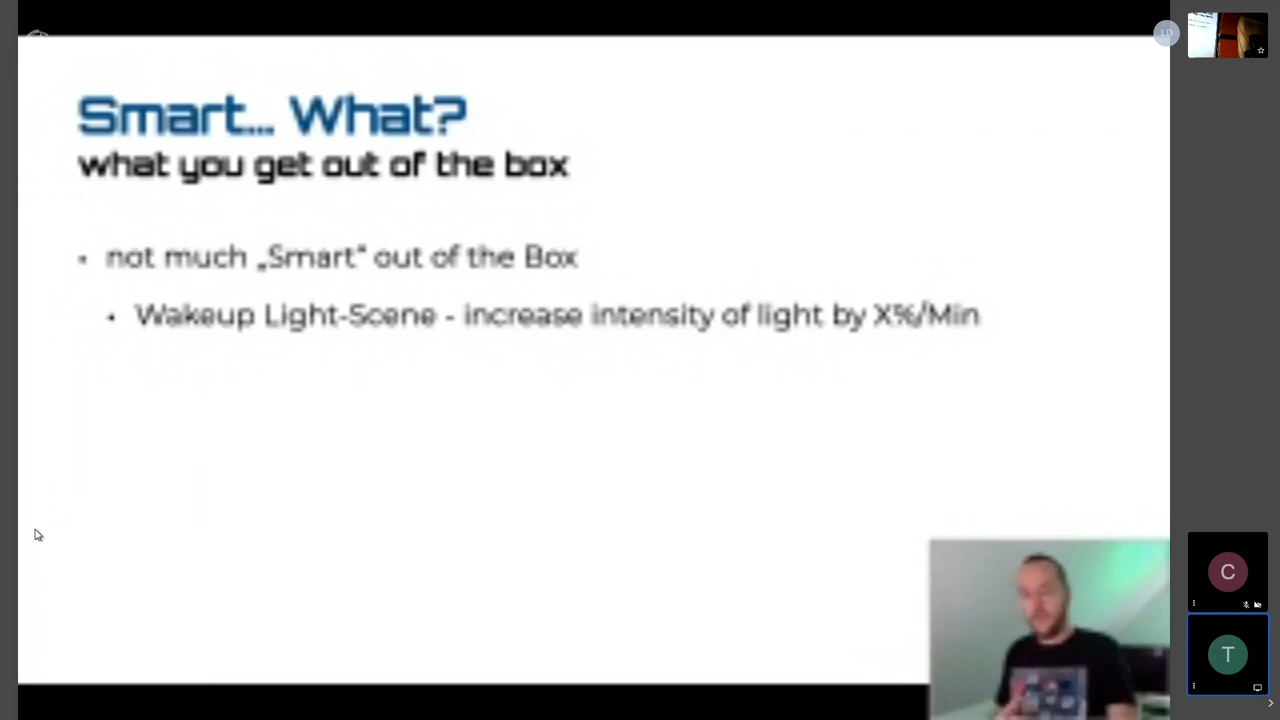 LD
Smart... What?
what you get out of the box
• not much „Smart“ out of the Box
• Wakeup Light-Scene - increase intensity of light by X%/Min
C
T